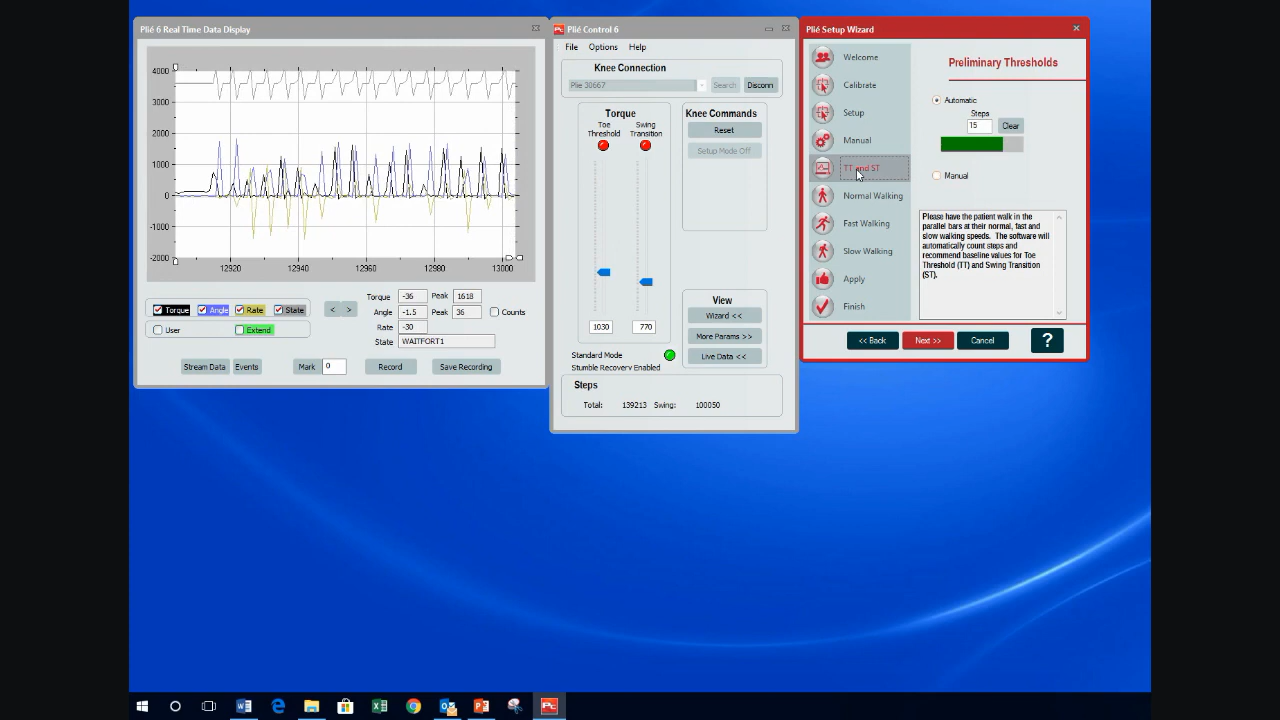 Plié 6 Real Time Data Display
4000
3000
2000
1000
0
-1000
-2000
12920
12940
12960
12980
13000
Torque
Angle
Rate
State
User
Extend
<
>
Torque
-36
Peak
1618
Angle
-1.5
Peak
36
Counts
Rate
-30
State
WAITFORT1
Stream Data
Events
Mark
0
Record
Save Recording
Plié Control 6
File
Options
Help
Knee Connection
Plie 30667
Search
Disconn
Torque
Toe
Threshold
Swing
Transition
1030
770
Knee Commands
Reset
Setup Mode Off
View
Wizard <<
More Params >>
Live Data <<
Standard Mode
Stumble Recovery Enabled
Steps
Total:
139213
Swing:
100050
Plié Setup Wizard
Welcome
Calibrate
Setup
Manual
TT and ST
Normal Walking
Fast Walking
Slow Walking
Apply
Finish
Preliminary Thresholds
Automatic
Steps
15
Clear
Manual
Please have the patient walk in the
parallel bars at their normal, fast and
slow walking speeds. The software will
automatically count steps and
recommend baseline values for Toe
Threshold (TT) and Swing Transition
(ST).
<< Back
Next >>
Cancel
?